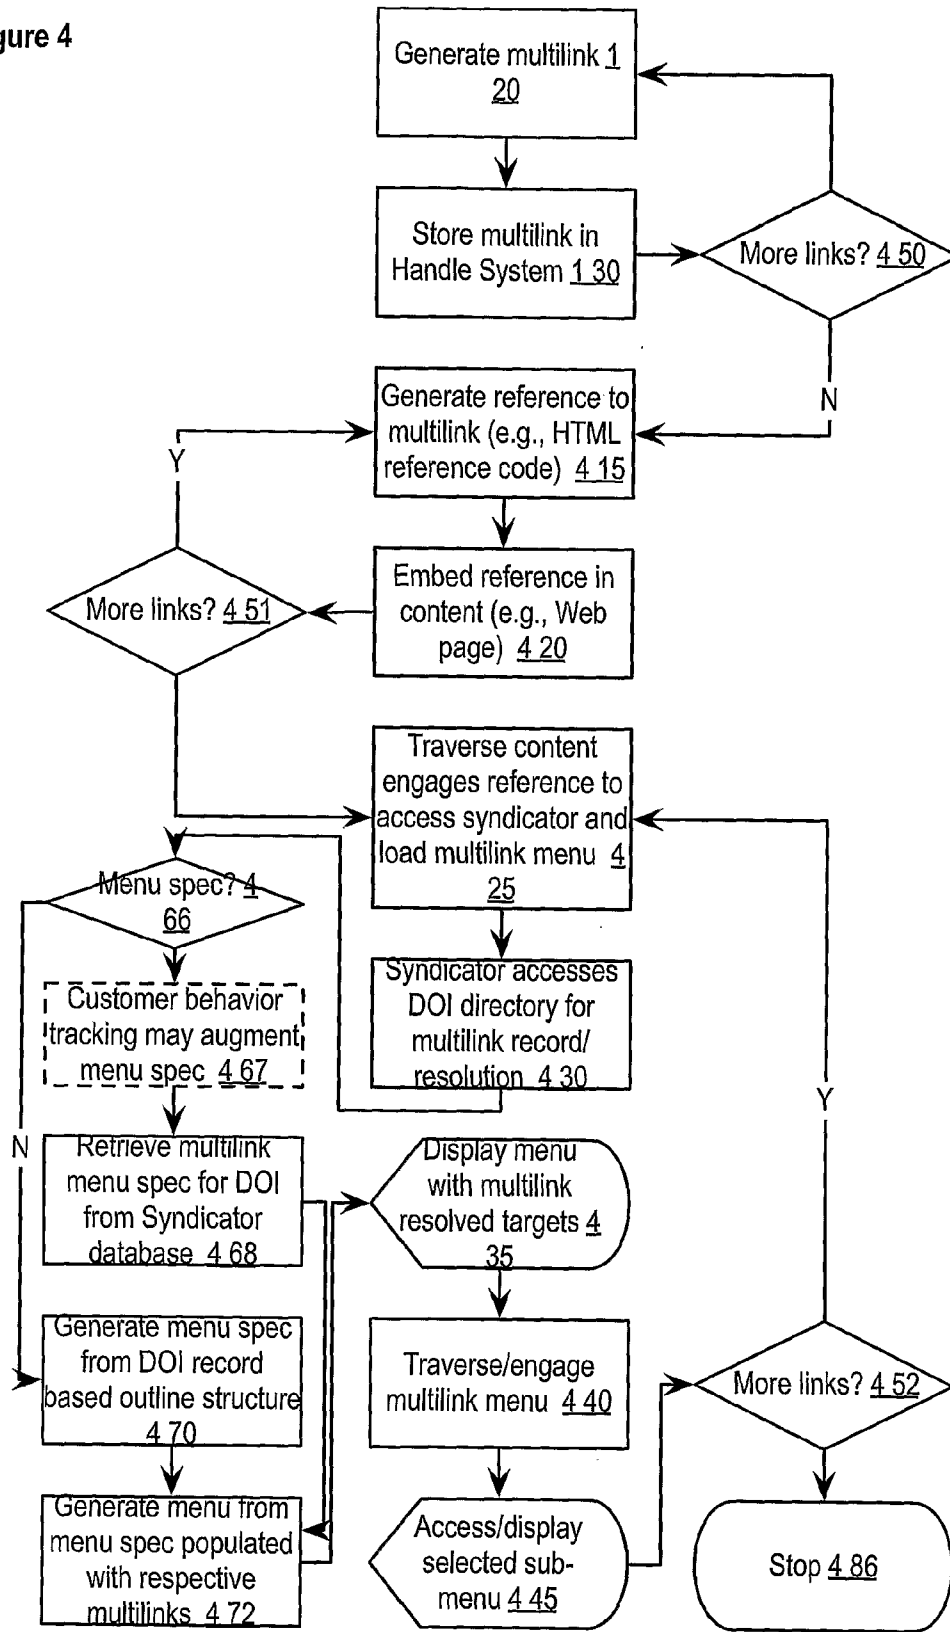 gure 4
Generate multilink 1
20
Store multilink in
Handle System 1 30
More links? 4 50
N
Generate reference to
multilink (e.g., HTML
reference code) 4 15
Y
Embed reference in
content (e.g., Web
page) 4 20
More links? 4 51
Traverse content
engages reference to
access syndicator and
load multilink menu 4
25
Menu spec? 4
66
Syndicator accesses
DOI directory for
multilink record/
resolution 4 30
Customer behavior
tracking may augment
menu spec 4 67
Y
N
Retrieve multilink
menu spec for DOI
from Syndicator
database 4 68
Display menu
with multilink
resolved targets 4
35
Generate menu spec
from DOI record
based outline structure
4 70
Traverse/engage
multilink menu 4 40
More links? 4 52
Generate menu from
menu spec populated
with respective
multilinks 4 72
Access/display
selected sub-
menu 4 45
Stop 4 86